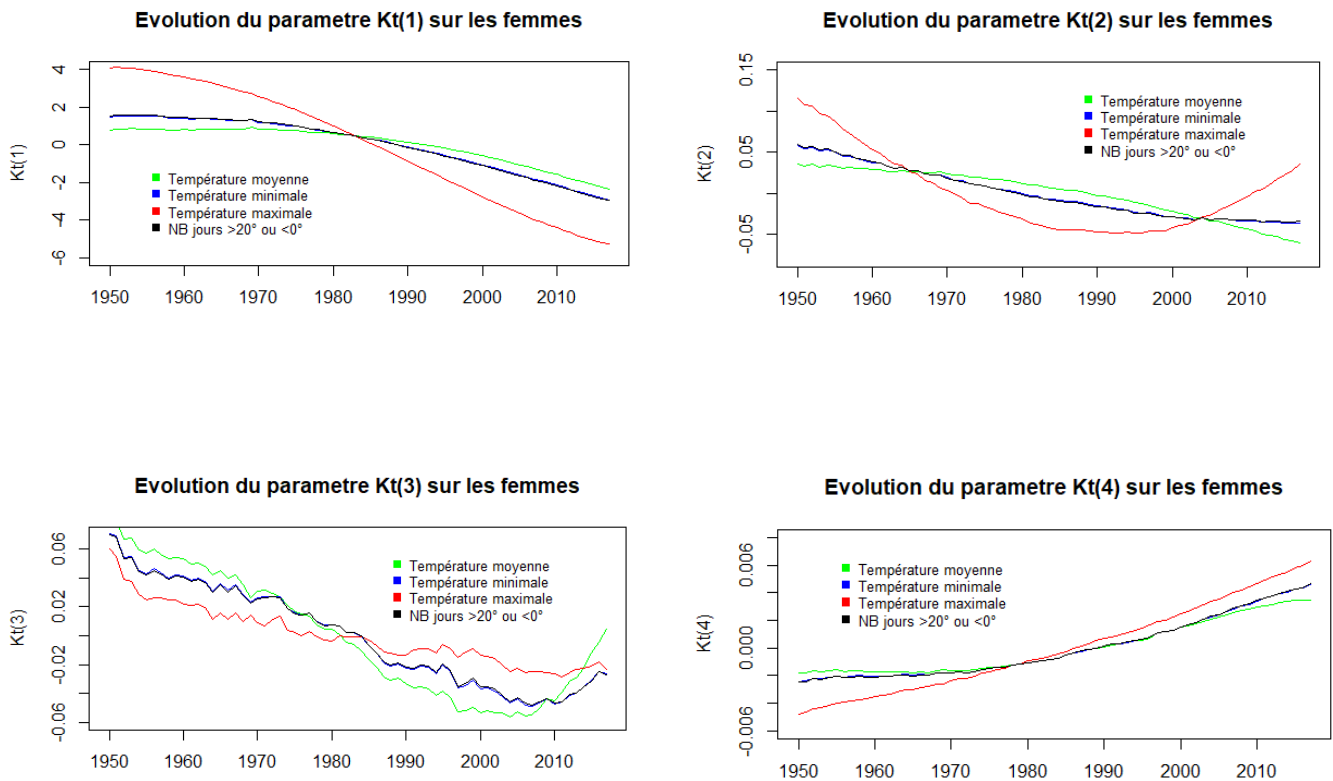 Evolution du parametre Kt(1) sur les femmes
Kt(1)
4
2
0
-2
-4
-6
Température moyenne
Température minimale
Température maximale
NB jours >20° ou <0°
1950 1960 1970 1980 1990 2000 2010
Evolution du parametre Kt(2) sur les femmes
Kt(2)
0.15
0.05
-0.05
Température moyenne
Température minimale
Température maximale
NB jours >20° ou <0°
1950 1960 1970 1980 1990 2000 2010
Evolution du parametre Kt(3) sur les femmes
Kt(3)
0.06
0.02
-0.02
-0.06
Température moyenne
Température minimale
Température maximale
NB jours >20° ou <0°
1950 1960 1970 1980 1990 2000 2010
Evolution du parametre Kt(4) sur les femmes
Kt(4)
0.006
0.000
-0.006
Température moyenne
Température minimale
Température maximale
NB jours >20° ou <0°
1950 1960 1970 1980 1990 2000 2010